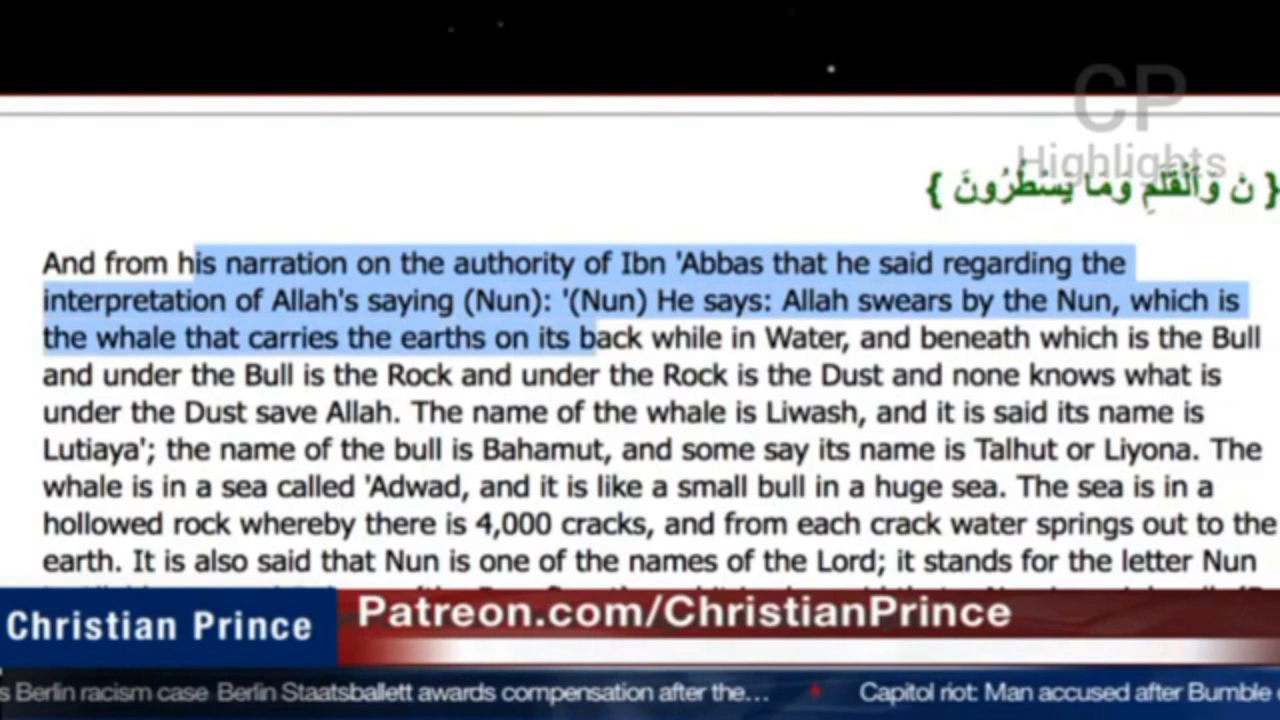 CP
Highlights
{ نۤ وَٱلْقَلَمِ وَمَا يَسْطُرُونَ }
And from his narration on the authority of Ibn 'Abbas that he said regarding the
interpretation of Allah's saying (Nun): '(Nun) He says: Allah swears by the Nun, which is
the whale that carries the earths on its back while in Water, and beneath which is the Bull
and under the Bull is the Rock and under the Rock is the Dust and none knows what is
under the Dust save Allah. The name of the whale is Liwash, and it is said its name is
Lutiaya'; the name of the bull is Bahamut, and some say its name is Talhut or Liyona. The
whale is in a sea called 'Adwad, and it is like a small bull in a huge sea. The sea is in a
hollowed rock whereby there is 4,000 cracks, and from each crack water springs out to the
earth. It is also said that Nun is one of the names of the Lord; it stands for the letter Nun
Christian Prince
Patreon.com/ChristianPrince
s Berlin racism case Berlin Staatsballett awards compensation after the...
Capitol riot: Man accused after Bumble